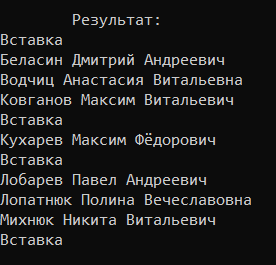 Результат:
Вставка
Беласин Дмитрий Андреевич
Водчиц Анастасия Витальевна
Ковганов Максим Витальевич
Вставка
Кухарев Максим Фёдорович
Вставка
Лобарев Павел Андреевич
Лопатнюк Полина Вечеславовна
Михнюк Никита Витальевич
Вставка